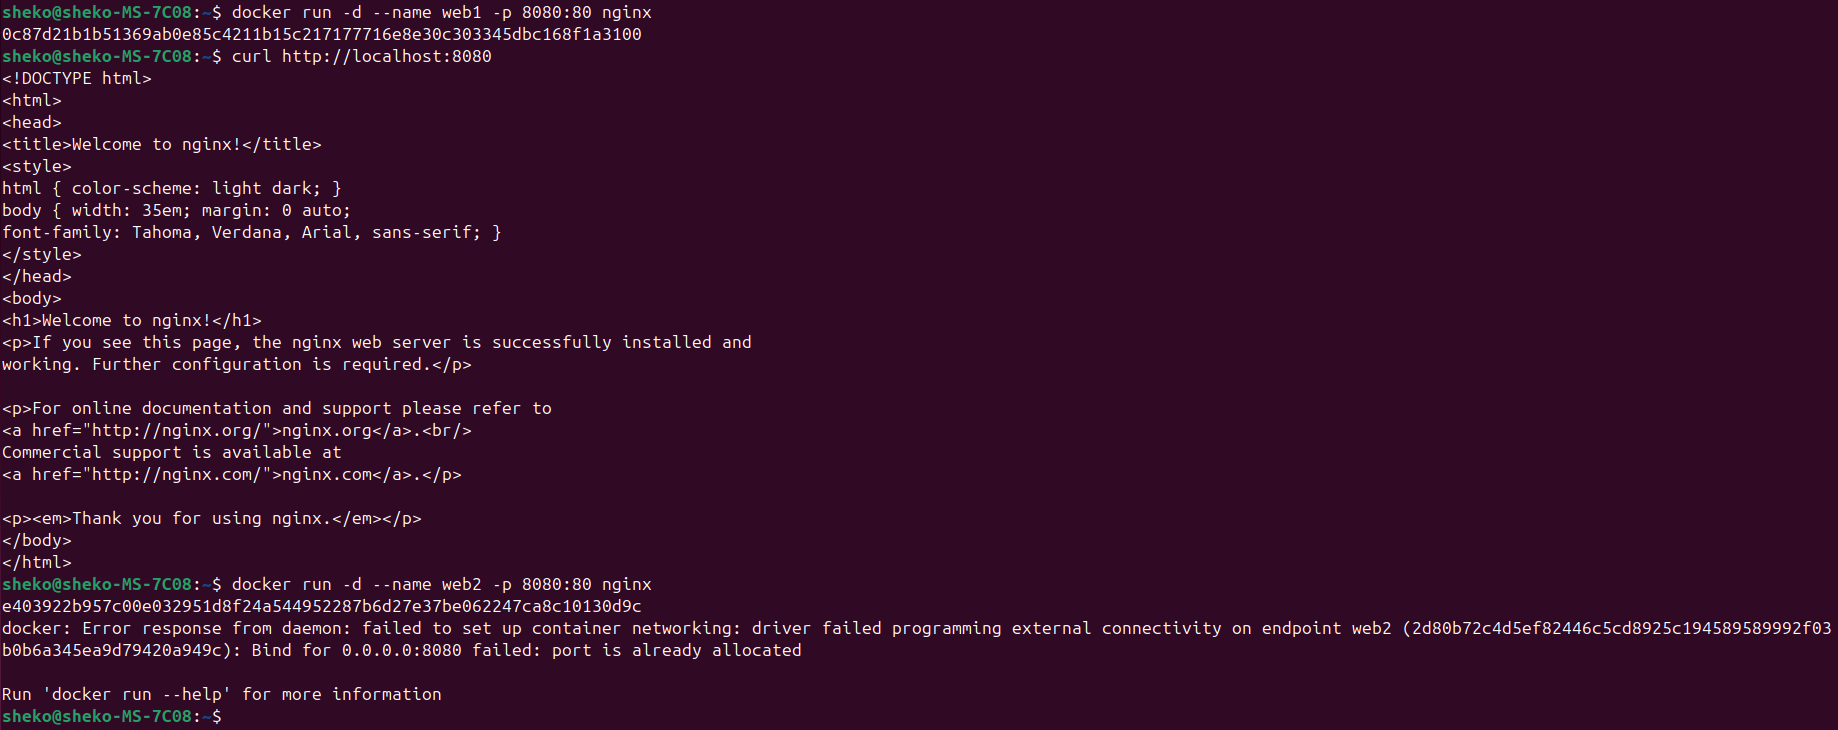 sheko@sheko-MS-7C08:~$ docker run -d --name web1 -p 8080:80 nginx
0c87d21b1b51369ab0e85c4211b15c217177716e8e30c303345dbc168f1a3100
sheko@sheko-MS-7C08:~$ curl http://localhost:8080
<!DOCTYPE html>
<html>
<head>
<title>Welcome to nginx!</title>
<style>
html { color-scheme: light dark; }
body { width: 35em; margin: 0 auto;
font-family: Tahoma, Verdana, Arial, sans-serif; }
</style>
</head>
<body>
<h1>Welcome to nginx!</h1>
<p>If you see this page, the nginx web server is successfully installed and
working. Further configuration is required.</p>

<p>For online documentation and support please refer to
<a href="http://nginx.org/">nginx.org</a>.<br/>
Commercial support is available at
<a href="http://nginx.com/">nginx.com</a>.</p>

<p><em>Thank you for using nginx.</em></p>
</body>
</html>
sheko@sheko-MS-7C08:~$ docker run -d --name web2 -p 8080:80 nginx
e403922b957c00e032951d8f24a544952287b6d27e37be062247ca8c10130d9c
docker: Error response from daemon: failed to set up container networking: driver failed programming external connectivity on endpoint web2 (2d80b72c4d5ef82446c5cd8925c194589589992f03
b0b6a345ea9d79420a949c): Bind for 0.0.0.0:8080 failed: port is already allocated

Run 'docker run --help' for more information
sheko@sheko-MS-7C08:~$